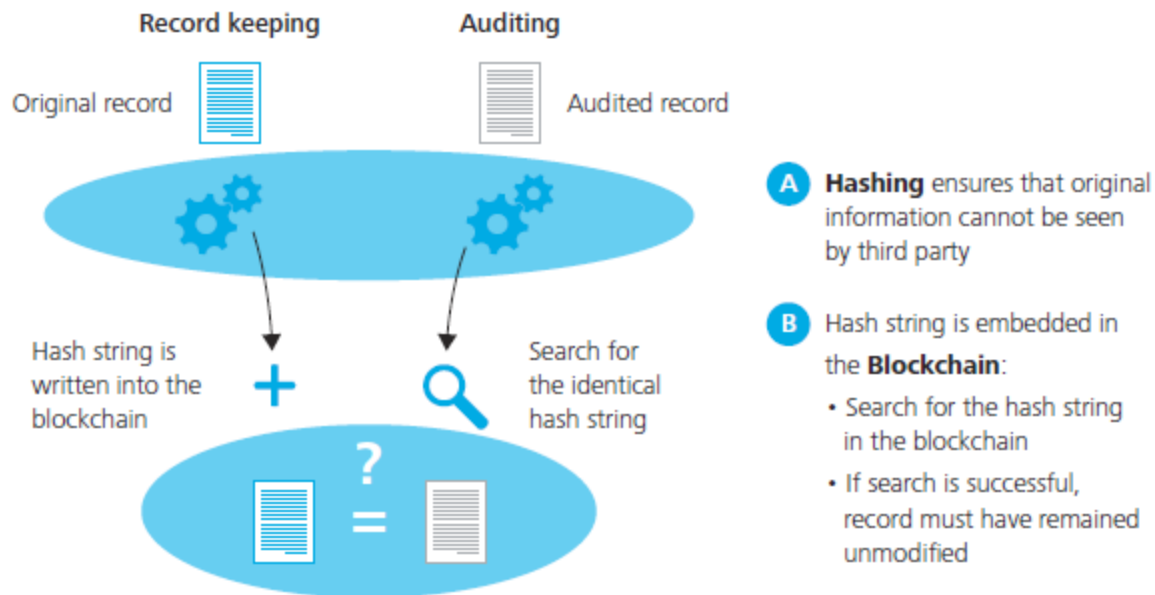 Record keeping
Auditing
Original record
Audited record
Hash string is
written into the
blockchain
Search for
the identical
hash string
?
=
A
Hashing ensures that original
information cannot be seen
by third party
B
Hash string is embedded in
the Blockchain:
• Search for the hash string
in the blockchain
• If search is successful,
record must have remained
unmodified